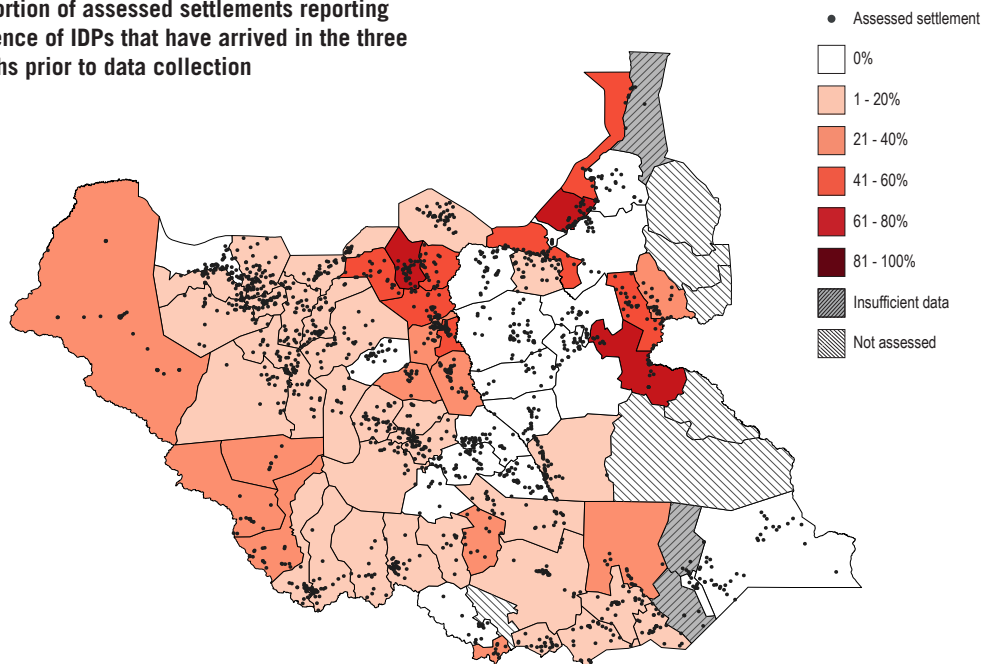 ortion of assessed settlements reporting
ence of IDPs that have arrived in the three
hs prior to data collection
Assessed settlement
0%
1 - 20%
21 - 40%
41 - 60%
61 - 80%
81 - 100%
Insufficient data
Not assessed